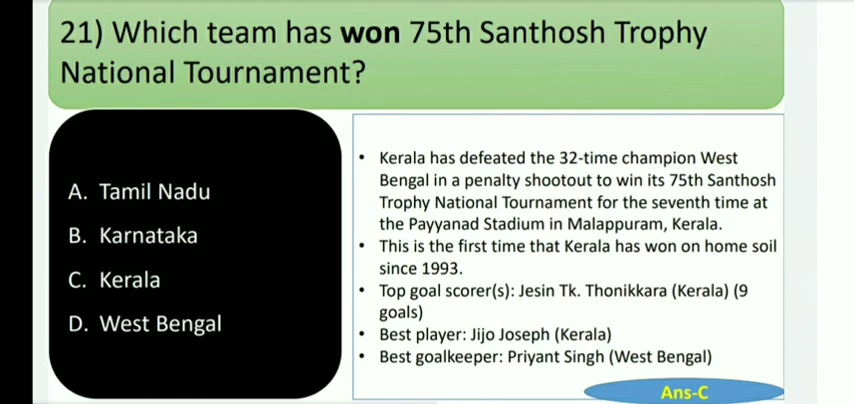 21) Which team has won 75th Santhosh Trophy
National Tournament?
A. Tamil Nadu
B. Karnataka
C. Kerala
D. West Bengal
• Kerala has defeated the 32-time champion West
Bengal in a penalty shootout to win its 75th Santhosh
Trophy National Tournament for the seventh time at
the Payyanad Stadium in Malappuram, Kerala.
• This is the first time that Kerala has won on home soil
since 1993.
• Top goal scorer(s): Jesin Tk. Thonikkara (Kerala) (9
goals)
• Best player: Jijo Joseph (Kerala)
• Best goalkeeper: Priyant Singh (West Bengal)
Ans-C